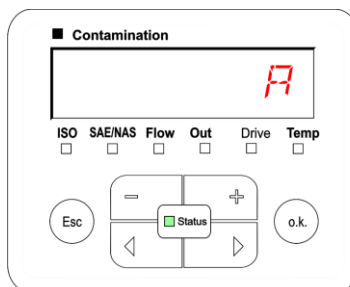 Contamination
A
ISO SAE/NAS Flow Out Drive Temp
− +
Esc Status o.k.